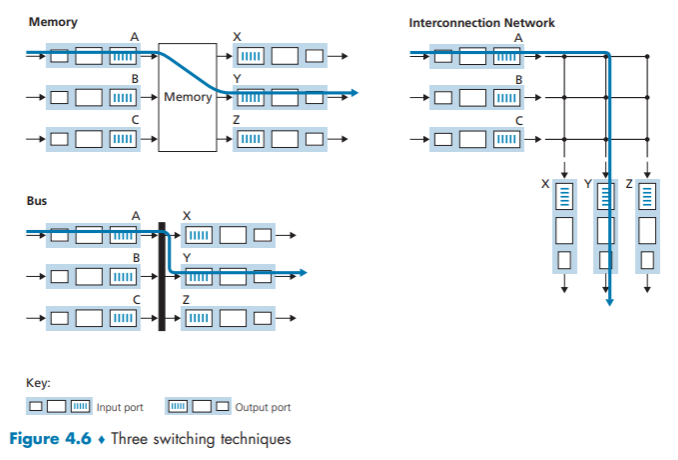 Memory
A
X
B
Y
Memory
C
Z
Bus
A
X
B
Y
C
Z
Interconnection Network
A
B
C
X
Y
Z
Key:
Input port
Output port
Figure 4.6 ♦ Three switching techniques